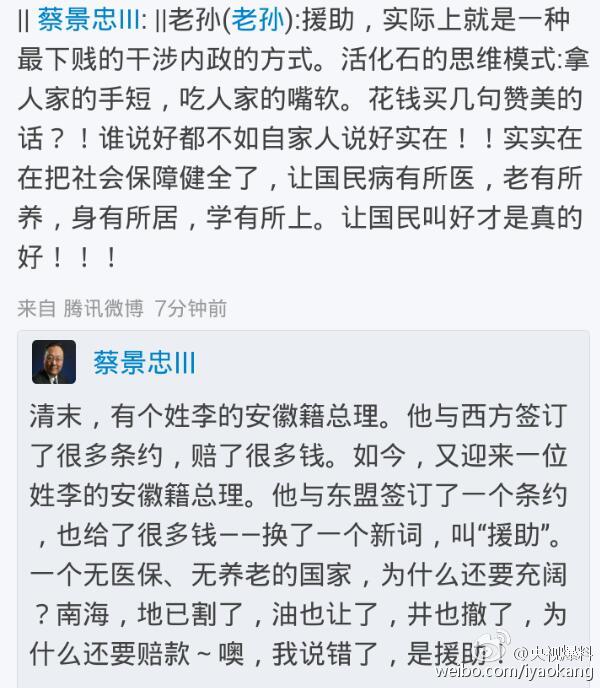 || 蔡景忠III: ||老孙(老孙):援助，实际上就是一种
最下贱的干涉内政的方式。活化石的思维模式:拿
人家的手短，吃人家的嘴软。花钱买几句赞美的
话？！谁说好都不如自家人说好实在！！实实在
在把社会保障健全了，让国民病有所医，老有所
养，身有所居，学有所上。让国民叫好才是真的
好！！！
来自 腾讯微博 7分钟前
蔡景忠III
清末，有个姓李的安徽籍总理。他与西方签订
了很多条约，赔了很多钱。如今，又迎来一位
姓李的安徽籍总理。他与东盟签订了一个条约
，也给了很多钱——换了一个新词，叫“援助”。
一个无医保、无养老的国家，为什么还要充阔
？南海，地已割了，油也让了，井也撤了，为
什么还要赔款～噢，我说错了，是援助！
@央视爆料
weibo.com/iyaokang